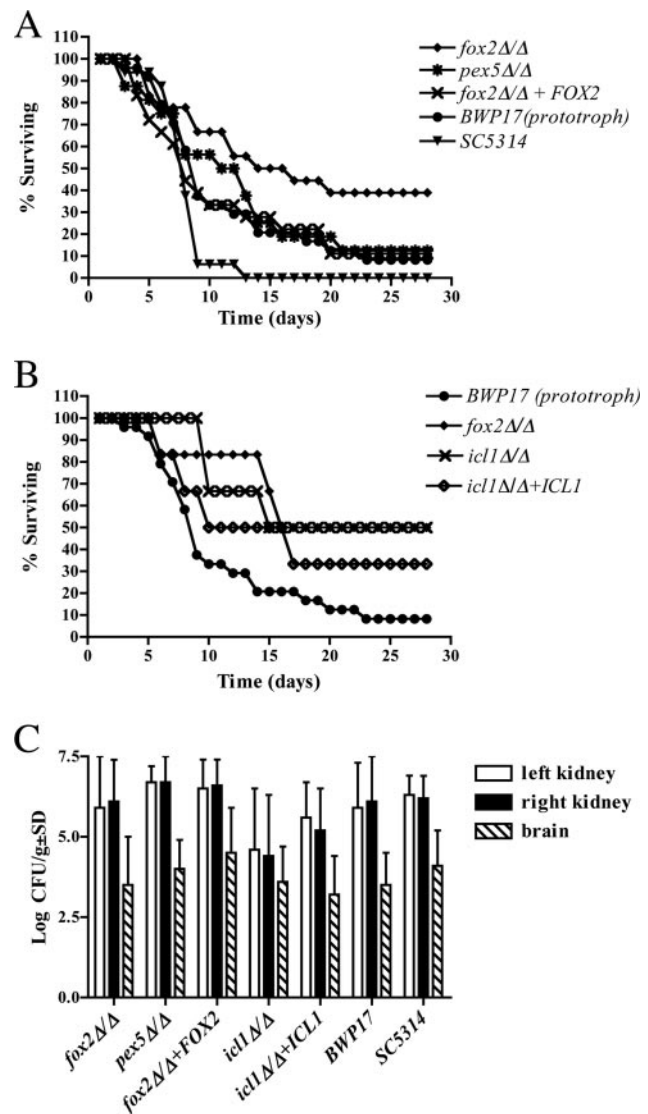 A
110
100
90
80
70
60
50
40
30
20
10
0
% Surviving
0 5 10 15 20 25 30
Time (days)
fox2Δ/Δ
pex5Δ/Δ
fox2Δ/Δ + FOX2
BWP17(prototroph)
SC5314
B
110
100
90
80
70
60
50
40
30
20
10
0
% Surviving
0 5 10 15 20 25 30
Time (days)
BWP17 (prototroph)
fox2Δ/Δ
icl1Δ/Δ
icl1Δ/Δ+ICL1
C
7.5
5.0
2.5
0.0
Log CFU/g±SD
left kidney
right kidney
brain
fox2Δ/Δ
pex5Δ/Δ
fox2Δ/Δ+FOX2
icl1Δ/Δ
icl1Δ/Δ+ICL1
BWP17
SC5314